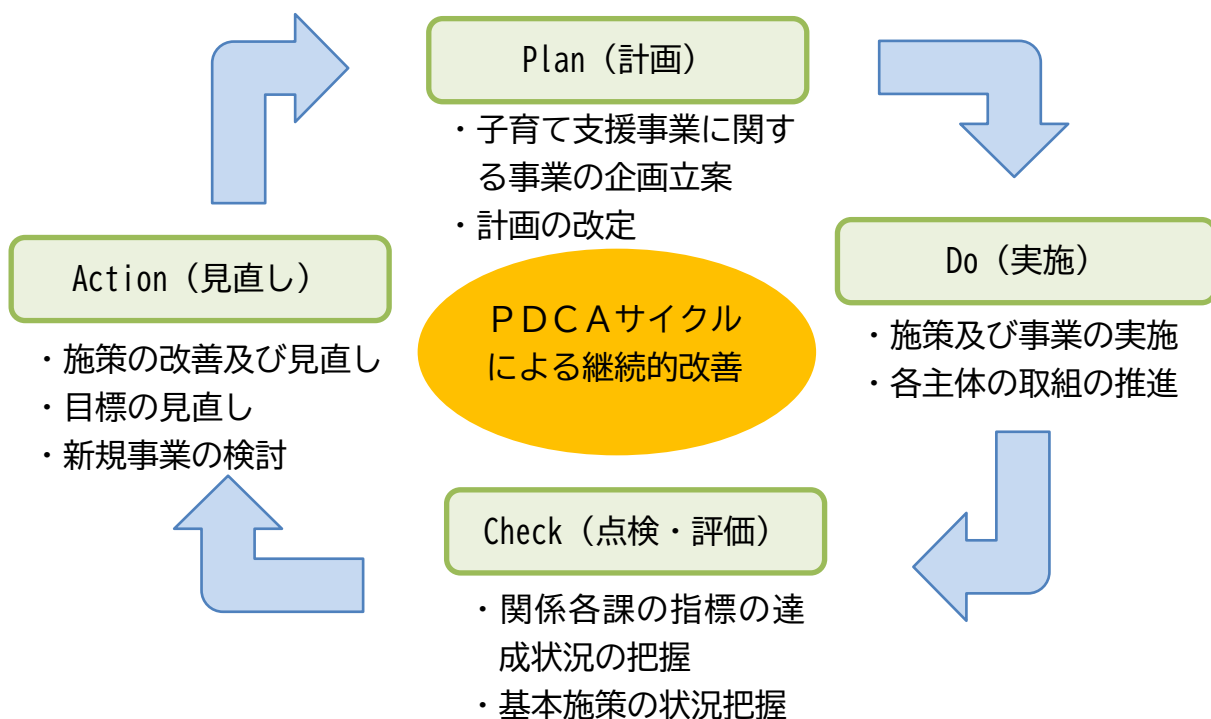 Plan（計画）
・子育て支援事業に関す
る事業の企画立案
・計画の改定
Do（実施）
・施策及び事業の実施
・各主体の取組の推進
Check（点検・評価）
・関係各課の指標の達
成状況の把握
・基本施策の状況把握
Action（見直し）
・施策の改善及び見直し
・目標の見直し
・新規事業の検討
ＰＤＣＡサイクル
による継続的改善